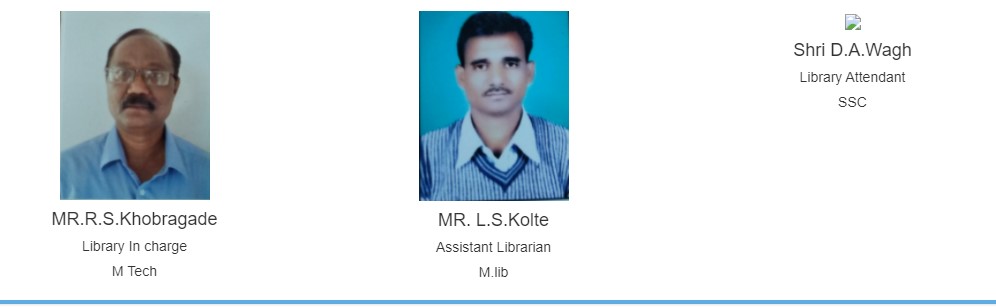 MR.R.S.Khobragade
Library In charge
M Tech
MR. L.S.Kolte
Assistant Librarian
M.lib
Shri D.A.Wagh
Library Attendant
SSC